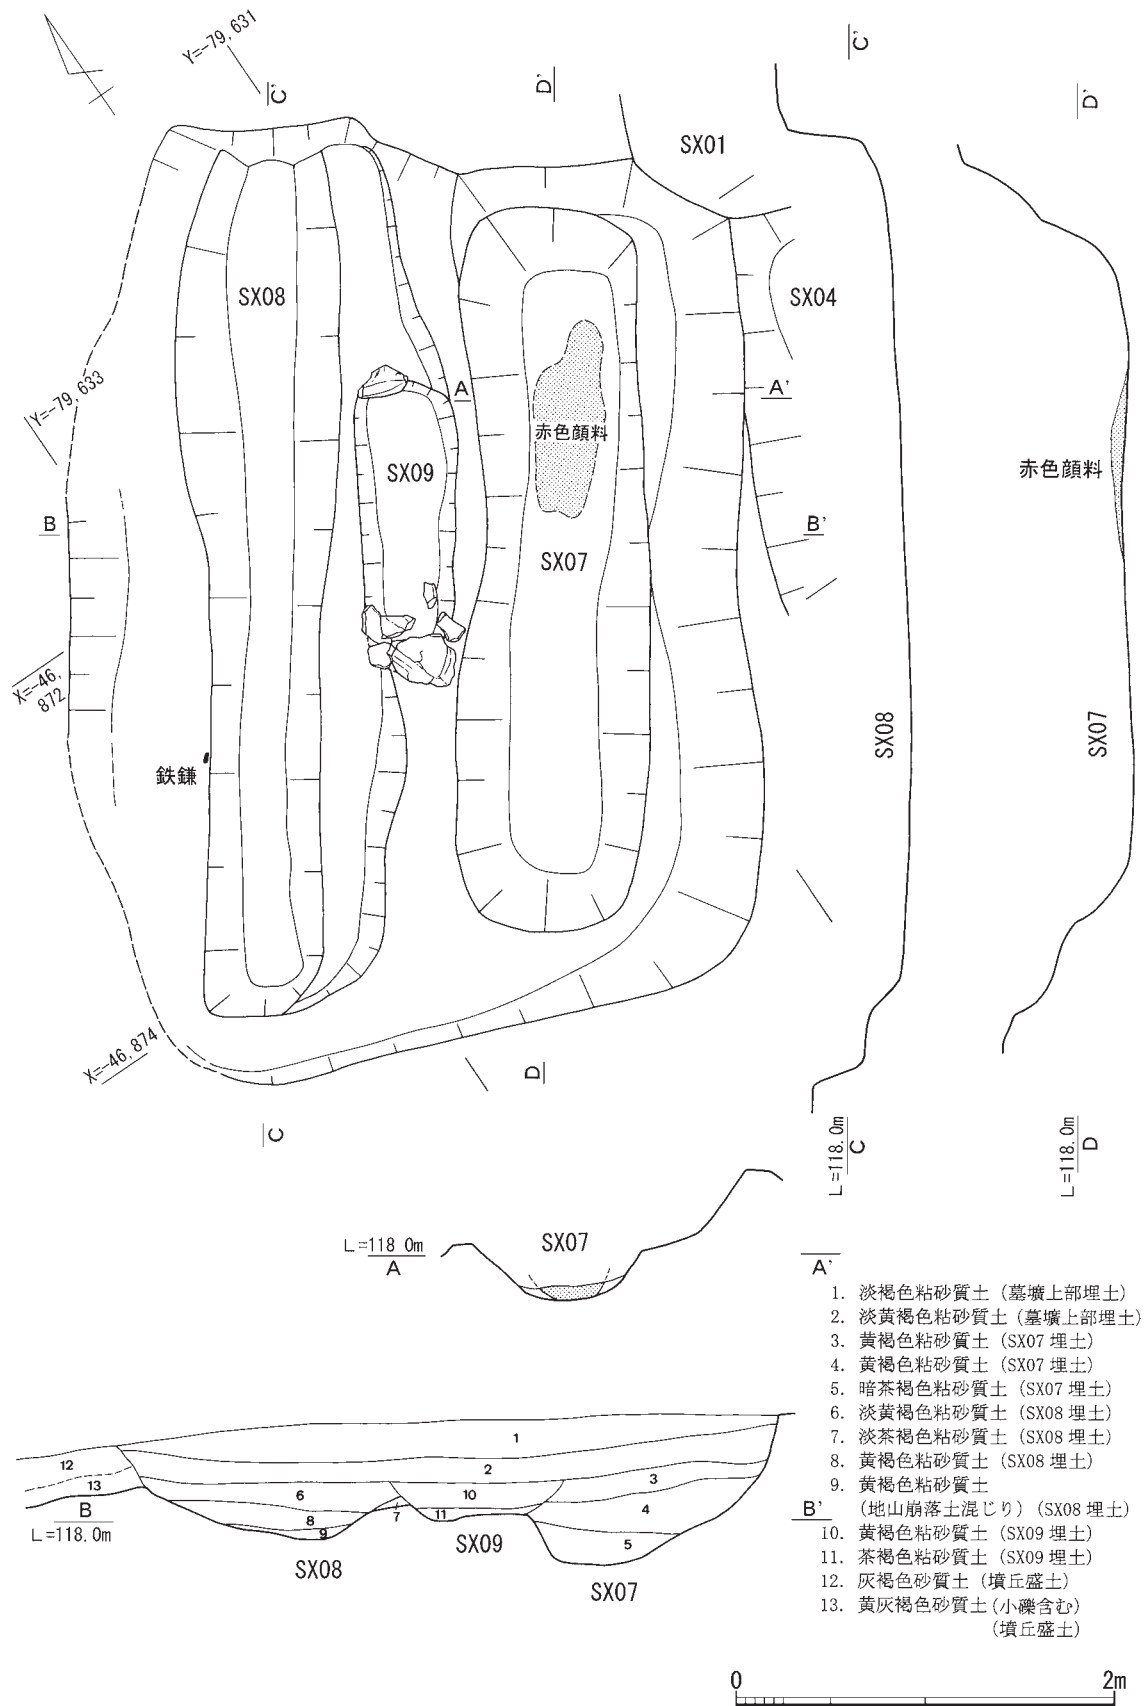 Y=-79,631
C'
D'
C'
D'
SX01
SX08
SX04
Y=-79,633
A
A'
赤色顔料
SX09
赤色顔料
B
B'
SX07
X=-46,
872
SX08
SX07
鉄鎌
X=-46,874
D
C
L=118.0m
C
L=118.0m
D
L=118 0m
A
SX07
A'
1. 淡褐色粘砂質土（墓壙上部埋土）
2. 淡黄褐色粘砂質土（墓壙上部埋土）
3. 黄褐色粘砂質土（SX07 埋土）
4. 黄褐色粘砂質土（SX07 埋土）
5. 暗茶褐色粘砂質土（SX07 埋土）
6. 淡黄褐色粘砂質土（SX08 埋土）
7. 淡茶褐色粘砂質土（SX08 埋土）
8. 黄褐色粘砂質土（SX08 埋土）
9. 黄褐色粘砂質土
（地山崩落土混じり）（SX08 埋土）
10. 黄褐色粘砂質土（SX09 埋土）
11. 茶褐色粘砂質土（SX09 埋土）
12. 灰褐色砂質土（墳丘盛土）
13. 黄灰褐色砂質土（小礫含む）
（墳丘盛土）
1
12
2
3
13
6
10
4
B
8
7
11
B'
L=118.0m
9
5
SX08
SX09
SX07
0
2m